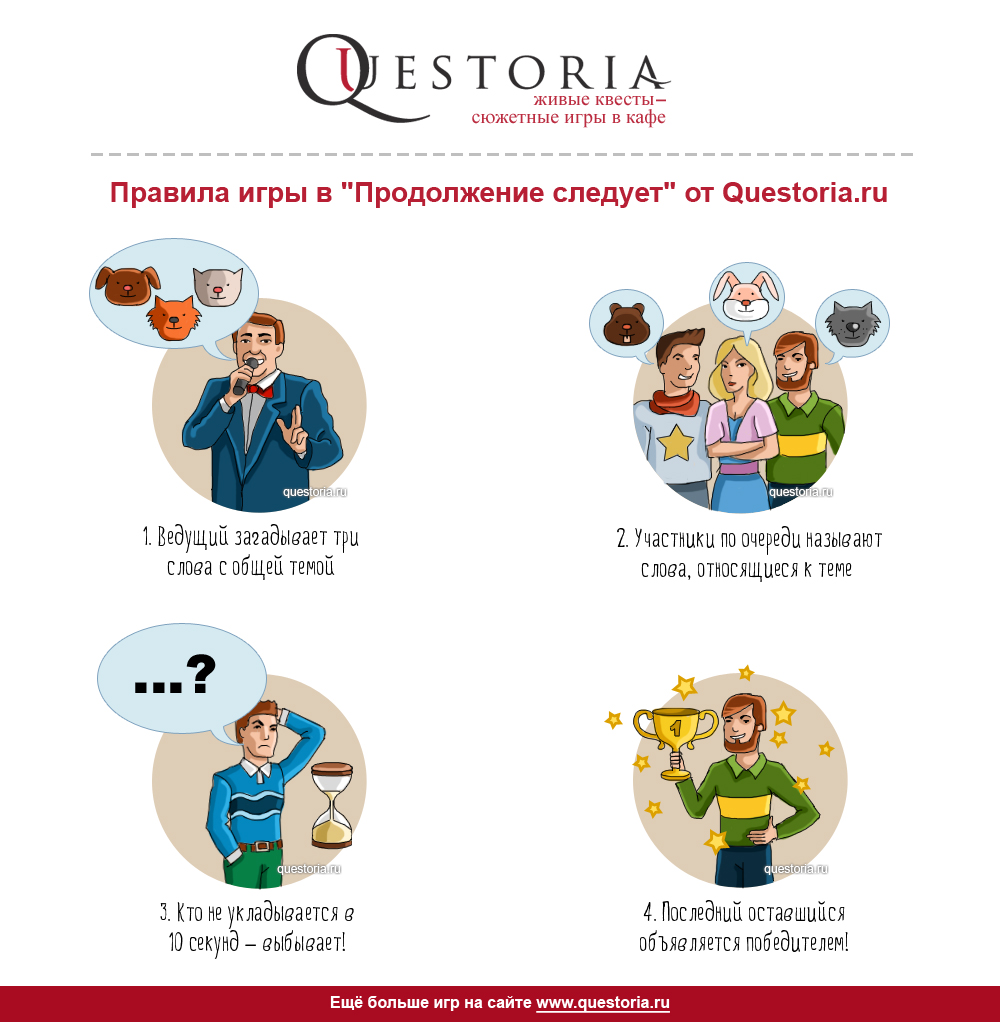 QUESTORIA
живые квесты–
сюжетные игры в кафе
Правила игры в "Продолжение следует" от Questoria.ru
questoria.ru
1. Ведущий загадывает три
слова с общей темой
questoria.ru
2. Участники по очереди называют
слова, относящиеся к теме
...?
questoria.ru
3. Кто не укладывается в
10 секунд – выбывает!
1
questoria.ru
4. Последний оставшийся
объявляется победителем!
Ещё больше игр на сайте www.questoria.ru